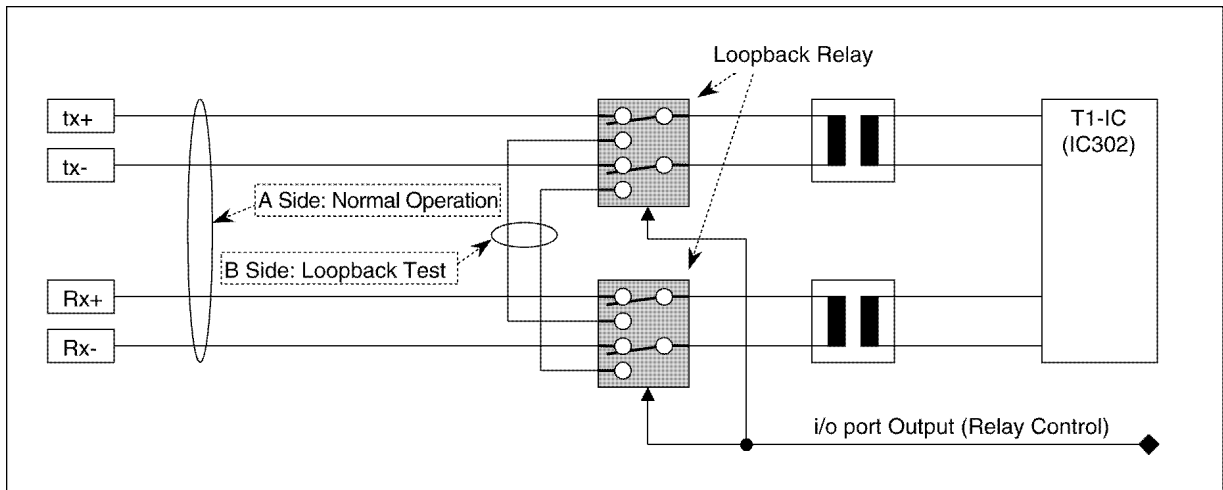 Loopback Relay
tx+
tx-
T1-IC
(IC302)
A Side: Normal Operation
B Side: Loopback Test
Rx+
Rx-
i/o port Output (Relay Control)